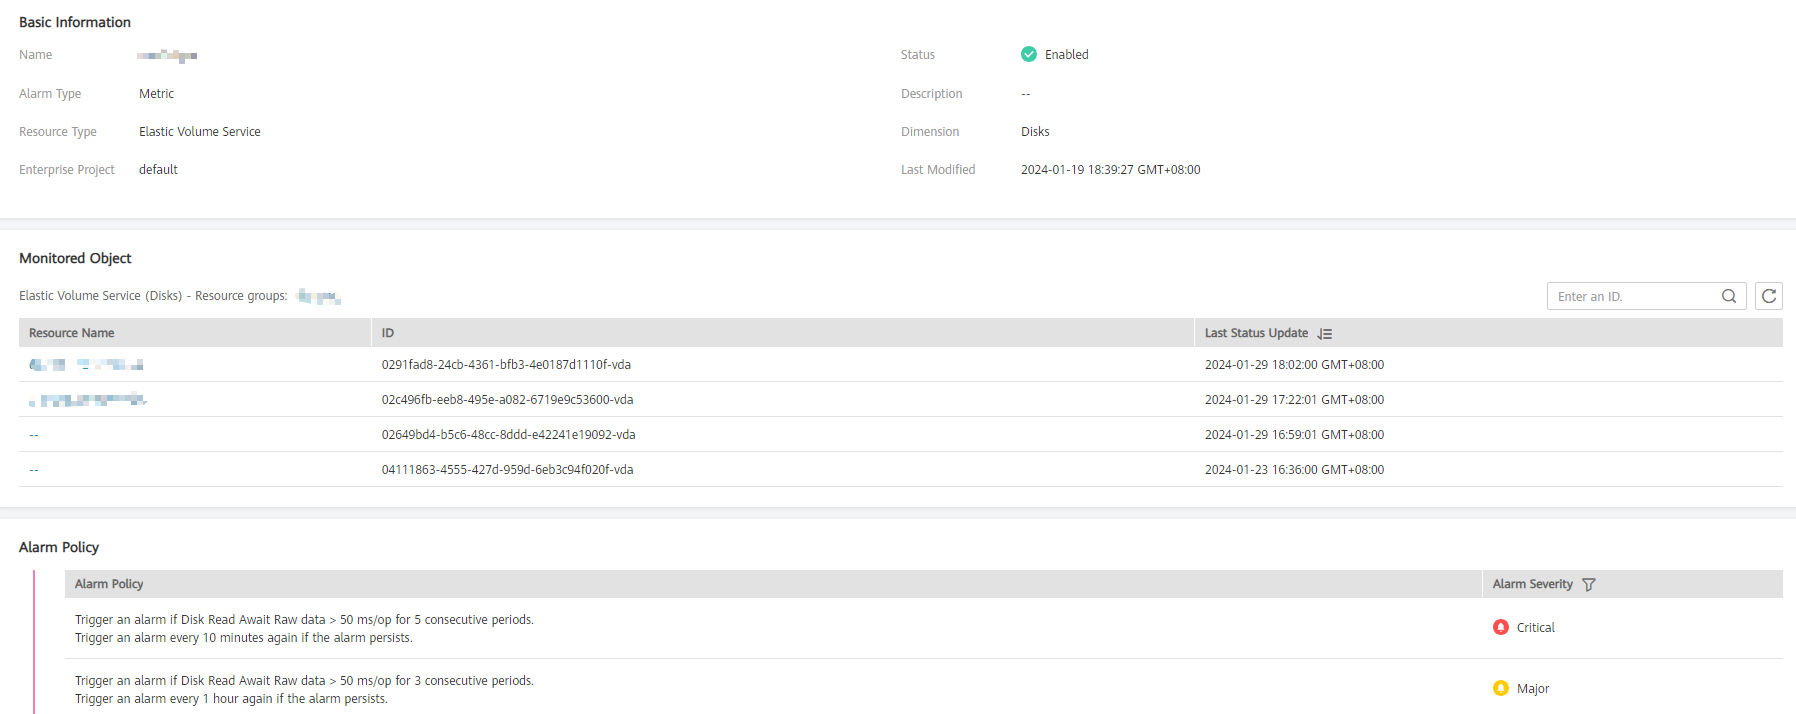 Basic Information
Name
Status Enabled
Alarm Type Metric
Description --
Resource Type Elastic Volume Service
Dimension Disks
Enterprise Project default
Last Modified 2024-01-19 18:39:27 GMT+08:00
Monitored Object
Elastic Volume Service (Disks) - Resource groups:
Enter an ID.
Resource Name ID Last Status Update
0291fad8-24cb-4361-bfb3-4e0187d1110f-vda 2024-01-29 18:02:00 GMT+08:00
02c496fb-eeb8-495e-a082-6719e9c53600-vda 2024-01-29 17:22:01 GMT+08:00
-- 02649bd4-b5c6-48cc-8ddd-e42241e19092-vda 2024-01-29 16:59:01 GMT+08:00
-- 04111863-4555-427d-959d-6eb3c94f020f-vda 2024-01-23 16:36:00 GMT+08:00
Alarm Policy
Alarm Policy Alarm Severity
Trigger an alarm if Disk Read Await Raw data > 50 ms/op for 5 consecutive periods.
Trigger an alarm every 10 minutes again if the alarm persists.
Critical
Trigger an alarm if Disk Read Await Raw data > 50 ms/op for 3 consecutive periods.
Trigger an alarm every 1 hour again if the alarm persists.
Major